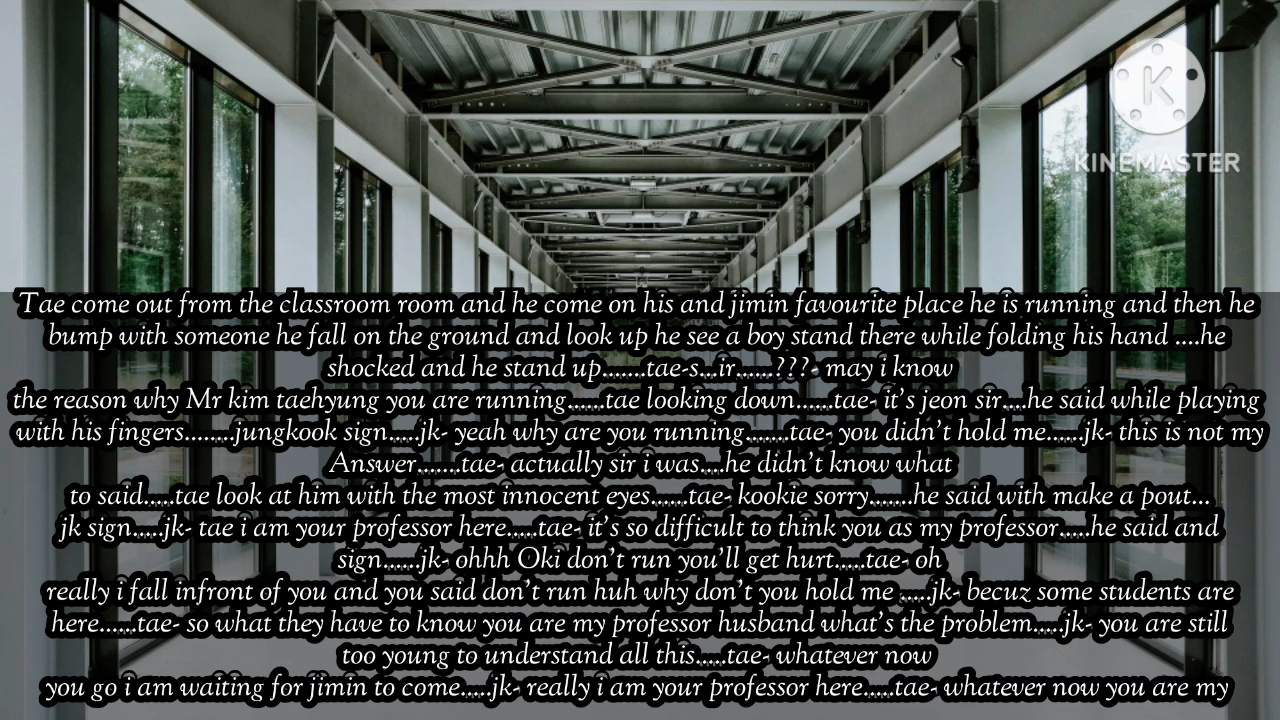 K
KINEMASTER
Tae come out from the classroom room and he come on his and jimin favourite place he is running and then he
bump with someone he fall on the ground and look up he see a boy stand there while folding his hand ....he
shocked and he stand up.......tae-s...ir......???- may i know
the reason why Mr kim taehyung you are running......tae looking down......tae- it's jeon sir....he said while playing
with his fingers........jungkook sign.....jk- yeah why are you running.......tae- you didn't hold me......jk- this is not my
Answer.......tae- actually sir i was....he didn't know what
to said.....tae look at him with the most innocent eyes......tae- kookie sorry.......he said with make a pout...
jk sign.....jk- tae i am your professor here.....tae- it's so difficult to think you as my professor.....he said and
sign......jk- ohhh Oki don't run you'll get hurt.....tae- oh
really i fall infront of you and you said don't run huh why don't you hold me .....jk- becuz some students are
here......tae- so what they have to know you are my professor husband what's the problem.....jk- you are still
too young to understand all this.....tae- whatever now
you go i am waiting for jimin to come.....jk- really i am your professor here.....tae- whatever now you are my